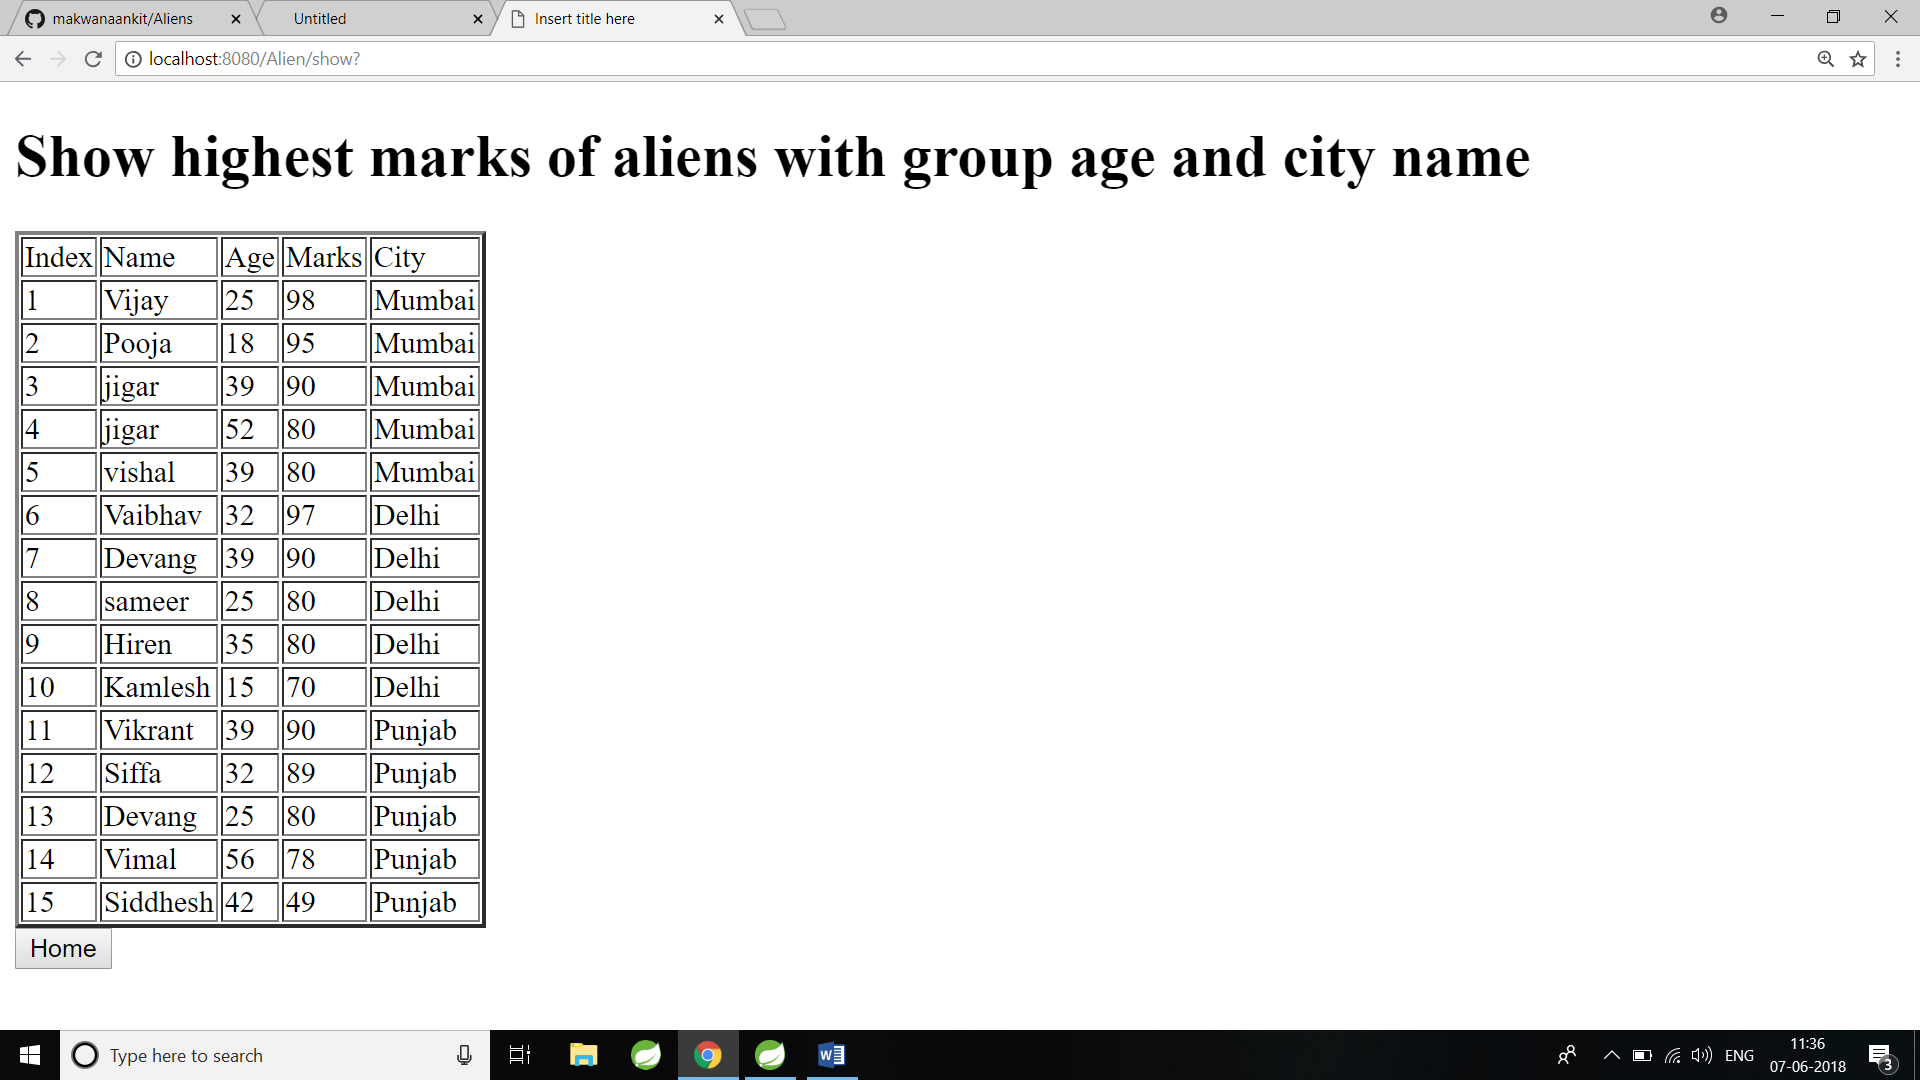 makwanaankit/Aliens
Untitled
Insert title here
localhost:8080/Alien/show?
Show highest marks of aliens with group age and city name
Index Name Age Marks City
1 Vijay 25 98 Mumbai
2 Pooja 18 95 Mumbai
3 jigar 39 90 Mumbai
4 jigar 52 80 Mumbai
5 vishal 39 80 Mumbai
6 Vaibhav 32 97 Delhi
7 Devang 39 90 Delhi
8 sameer 25 80 Delhi
9 Hiren 35 80 Delhi
10 Kamlesh 15 70 Delhi
11 Vikrant 39 90 Punjab
12 Siffa 32 89 Punjab
13 Devang 25 80 Punjab
14 Vimal 56 78 Punjab
15 Siddhesh 42 49 Punjab
Home
Type here to search
W
ENG
11:36
07-06-2018
3